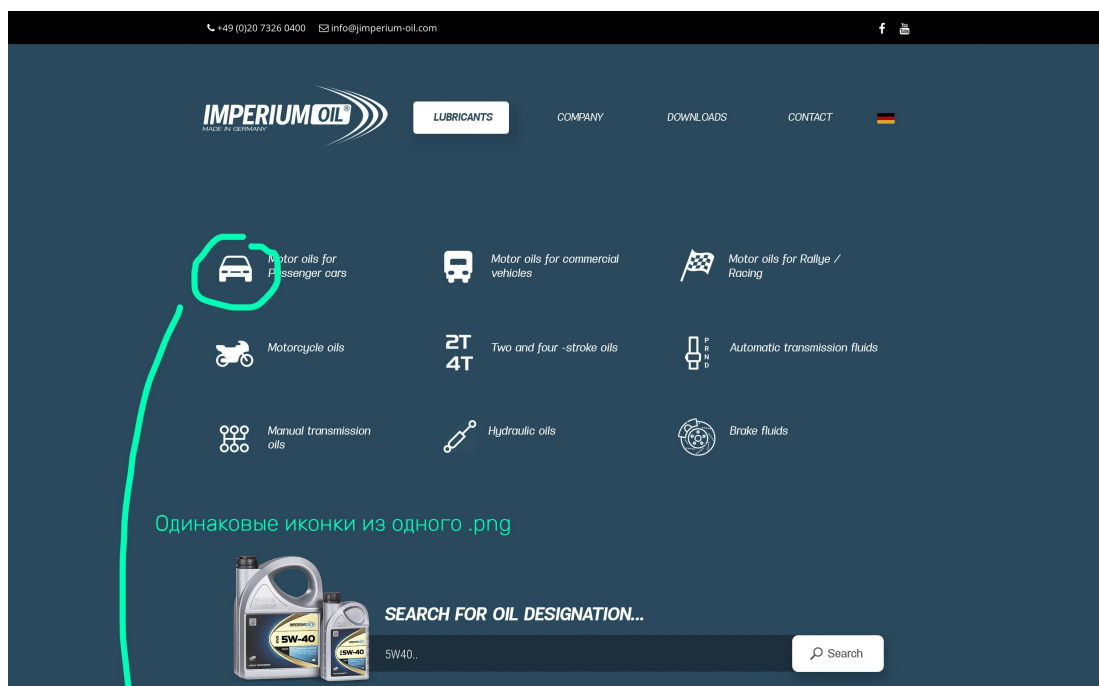 +49 (0)20 7326 0400 info@jimperium-oil.com
You Tube
IMPERIUM OIL®
MADE IN GERMANY
LUBRICANTS COMPANY DOWNLOADS CONTACT
Motor oils for
Passenger cars
Motor oils for commercial
vehicles
Motor oils for Rallye /
Racing
Motorcycle oils
2T
4T
Two and four -stroke oils
P
R
N
D
Automatic transmission fluids
Manual transmission
oils
Hydraulic oils
Brake fluids
Одинаковые иконки из одного .png
SEARCH FOR OIL DESIGNATION...
5W-40
5W-40
5W40..
Search